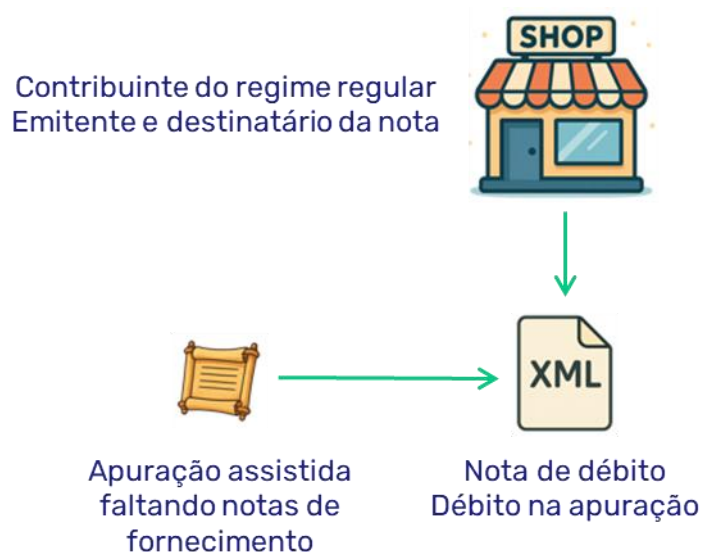 SHOP
Contribuinte do regime regular
Emitente e destinatário da nota
XML
Apuração assistida
faltando notas de
fornecimento
Nota de débito
Débito na apuração